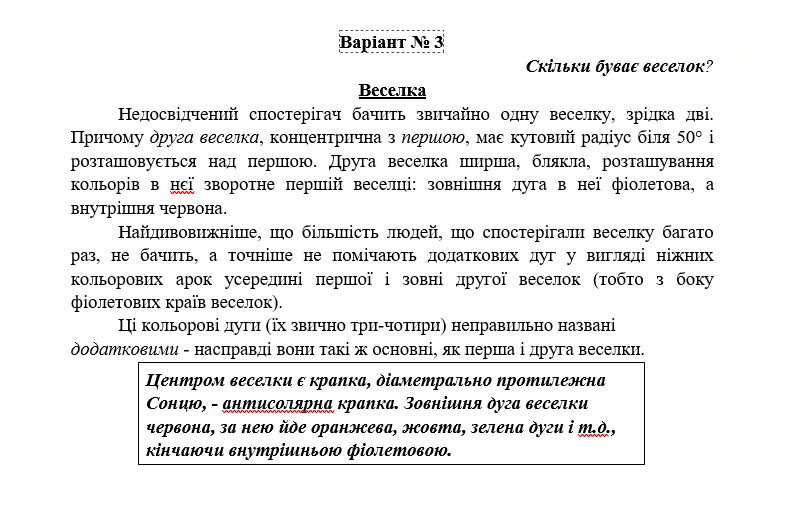 Варіант № 3
Скільки буває веселок?
Веселка
Недосвідчений спостерігач бачить звичайно одну веселку, зрідка дві.
Причому друга веселка, концентрична з першою, має кутовий радіус біля 50° і
розташовується над першою. Друга веселка ширша, блякла, розташування
кольорів в нєї зворотне першій веселці: зовнішня дуга в неї фіолетова, а
внутрішня червона.
Найдивовижніше, що більшість людей, що спостерігали веселку багато
раз, не бачить, а точніше не помічають додаткових дуг у вигляді ніжних
кольорових арок усередині першої і зовні другої веселок (тобто з боку
фіолетових країв веселок).
Ці кольорові дуги (їх звично три-чотири) неправильно названі
додатковими - насправді вони такі ж основні, як перша і друга веселки.
Центром веселки є крапка, діаметрально протилежна
Сонцю, - антисолярна крапка. Зовнішня дуга веселки
червона, за нею йде оранжева, жовта, зелена дуги і т.д.,
кінчаючи внутрішньою фіолетовою.